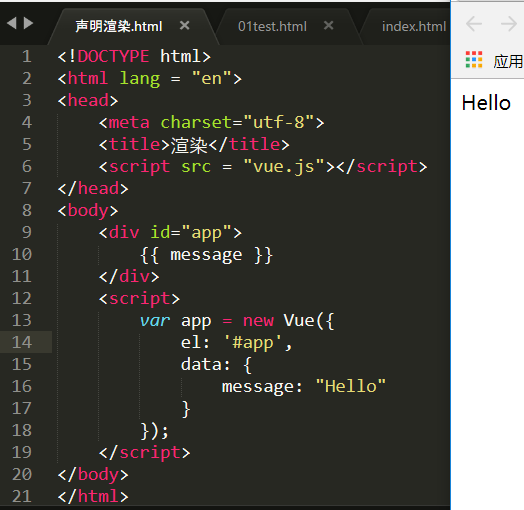 声明渲染.html × 01test.html × index.html
1 <!DOCTYPE html>
2 <html lang = "en">
3 <head>
4 <meta charset="utf-8">
5 <title>渲染</title>
6 <script src = "vue.js"></script>
7 </head>
8 <body>
9 <div id="app">
10 {{ message }}
11 </div>
12 <script>
13 var app = new Vue({
14 el: '#app',
15 data: {
16 message: "Hello"
17 }
18 });
19 </script>
20 </body>
21 </html>
应用
Hello